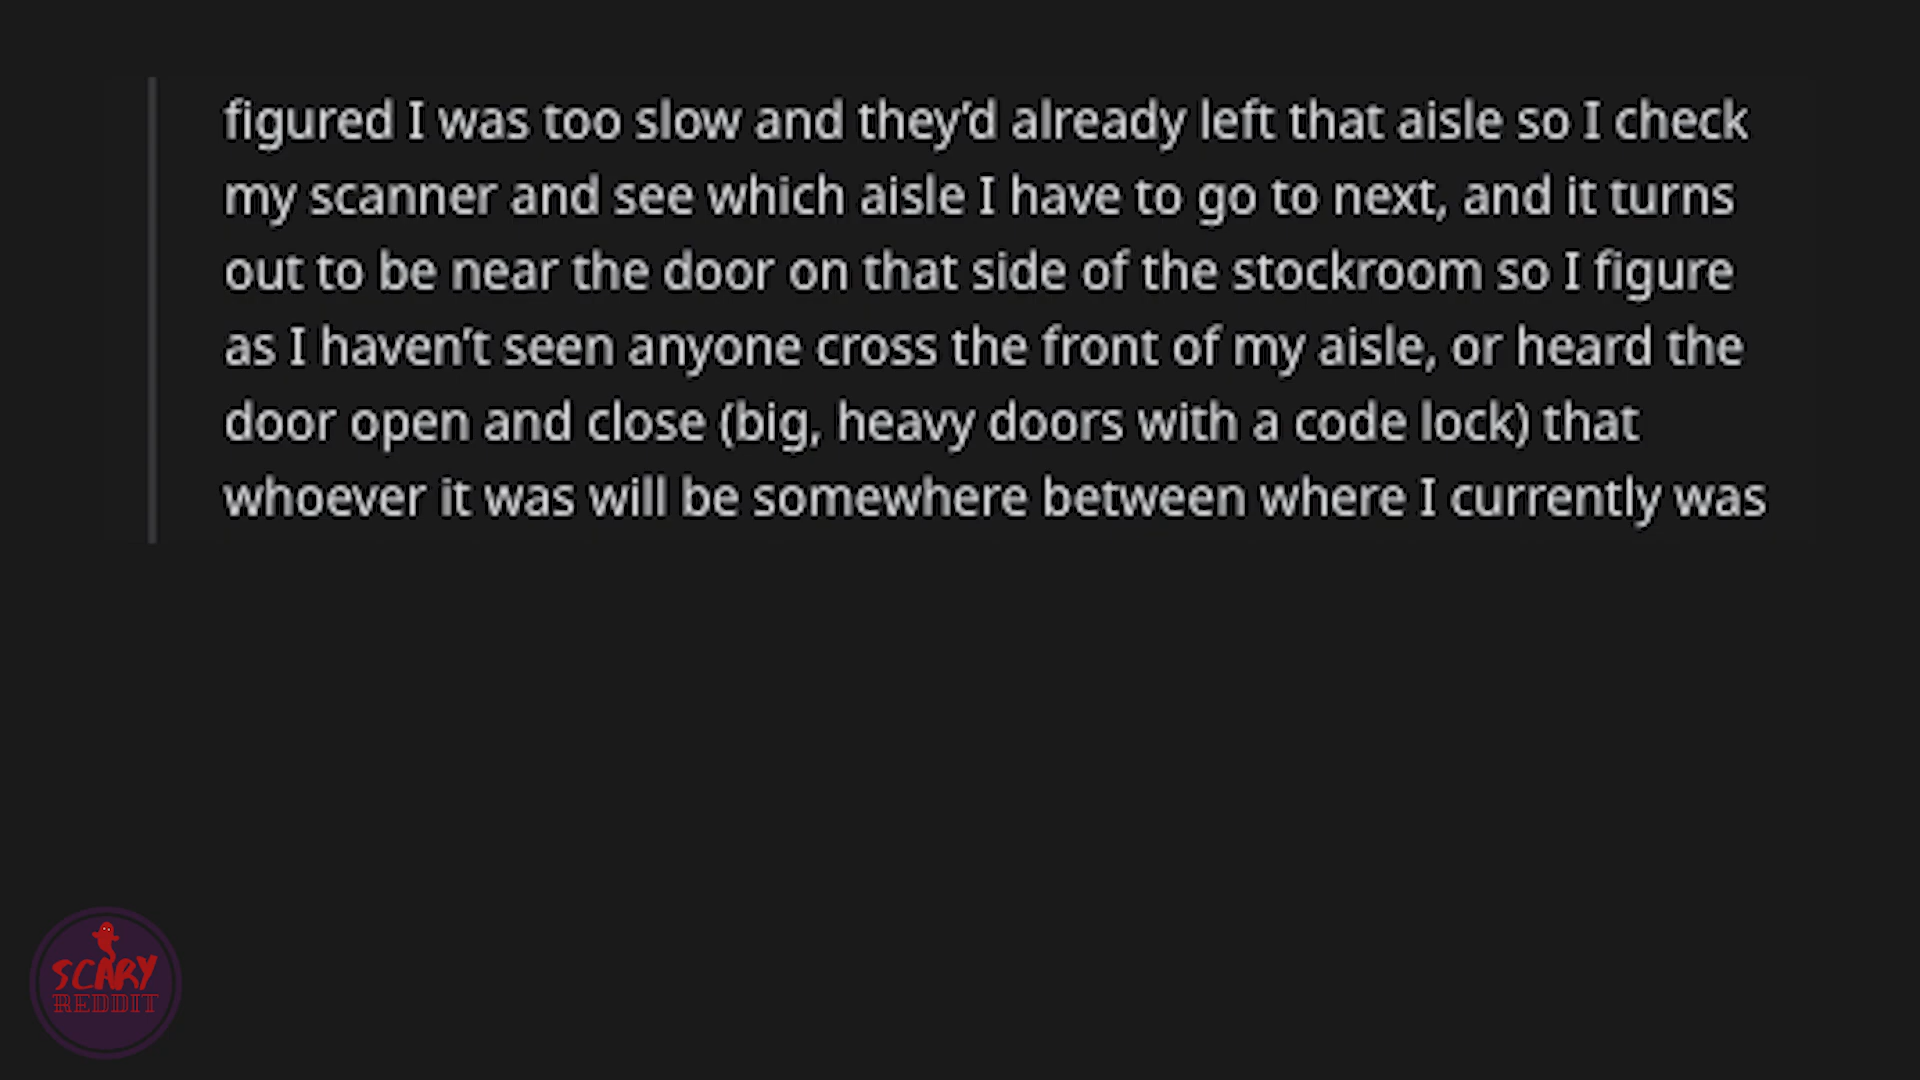 figured I was too slow and they'd already left that aisle so I check
my scanner and see which aisle I have to go to next, and it turns
out to be near the door on that side of the stockroom so I figure
as I haven't seen anyone cross the front of my aisle, or heard the
door open and close (big, heavy doors with a code lock) that
whoever it was will be somewhere between where I currently was
SCARY
REDDIT